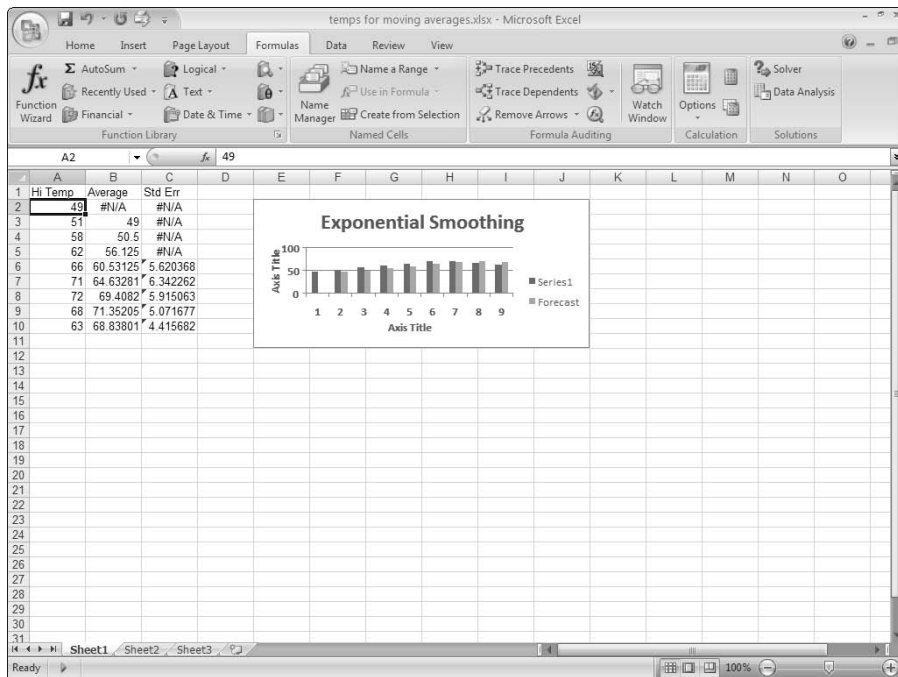 temps for moving averages.xlsx - Microsoft Excel
Home Insert Page Layout Formulas Data Review View
fx Function Wizard
Σ AutoSum
Recently Used
Financial
Logical
A Text
Date & Time
Function Library
Name Manager
Name a Range
Use in Formula
Create from Selection
Named Cells
Trace Precedents
Trace Dependents
Remove Arrows
Formula Auditing
Watch Window
Options
Calculation
Solver
Data Analysis
Solutions
A2 fx 49
A B C D E F G H I J K L M N O
1 Hi Temp Average Std Err
2 49 #N/A #N/A
3 51 49 #N/A
4 58 50.5 #N/A
5 62 56.125 #N/A
6 66 60.53125 5.620368
7 71 64.63281 6.342262
8 72 69.4082 5.915063
9 68 71.35205 5.071677
10 63 68.83801 4.415682
11
12
13
14
15
16
17
18
19
20
21
22
23
24
25
26
27
28
29
30
31
Exponential Smoothing
Axis Title
100
50
0
1 2 3 4 5 6 7 8 9
Axis Title
Series1
Forecast
Sheet1 Sheet2 Sheet3
Ready 100%